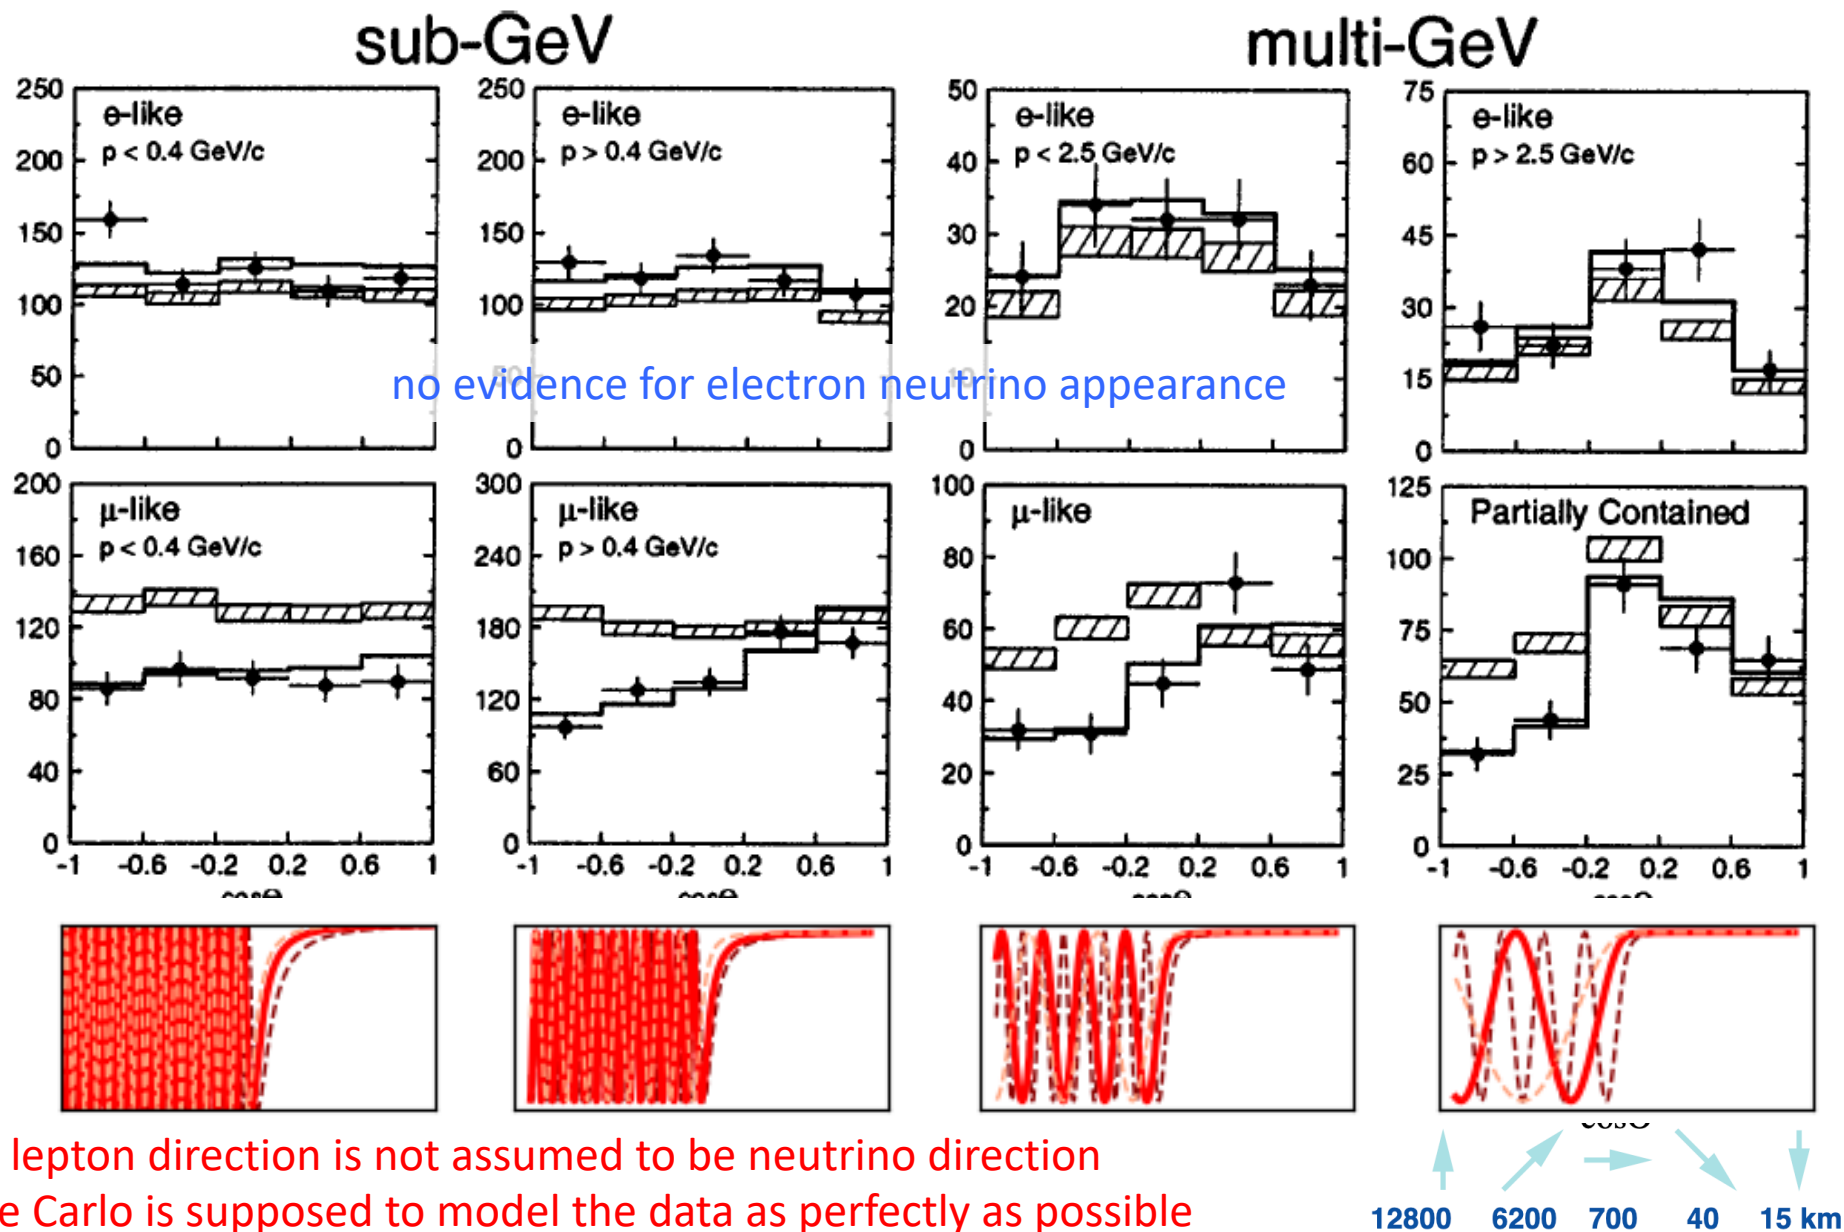 sub-GeV multi-GeV
250 250 50 75
e-like e-like e-like e-like
p < 0.4 GeV/c p > 0.4 GeV/c p < 2.5 GeV/c p > 2.5 GeV/c
200 200 40 60
150 150 30 45
100 100 20 30
50 50 10 15
no evidence for electron neutrino appearance
0 0 0 0
200 300 100 125
μ-like μ-like μ-like Partially Contained
p < 0.4 GeV/c p > 0.4 GeV/c
160 240 80 100
120 180 60 75
80 120 40 50
40 60 20 25
0 0 0 0
-1 -0.6 -0.2 0.2 0.6 1 -1 -0.6 -0.2 0.2 0.6 1 -1 -0.6 -0.2 0.2 0.6 1 -1 -0.6 -0.2 0.2 0.6 1
cosΘ cosΘ cosΘ cosΘ
cosΘ
lepton direction is not assumed to be neutrino direction
e Carlo is supposed to model the data as perfectly as possible
12800 6200 700 40 15 km